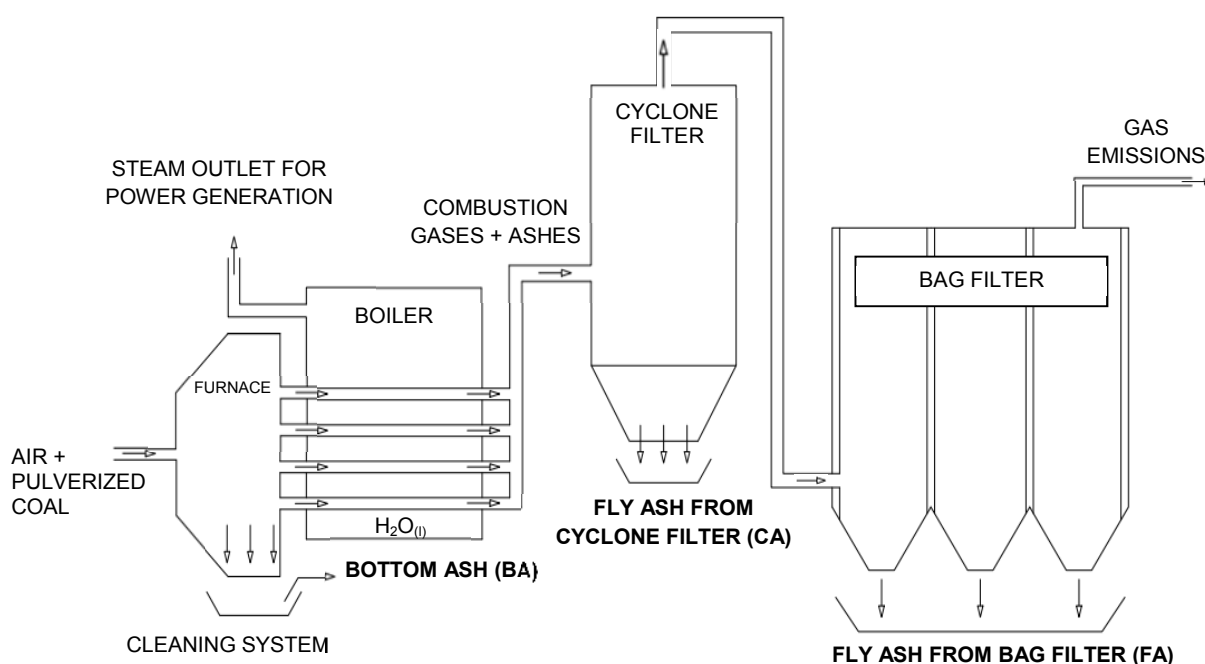 CYCLONE
FILTER
GAS
EMISSIONS
STEAM OUTLET FOR
POWER GENERATION
COMBUSTION
GASES + ASHES
BAG FILTER
BOILER
FURNACE
AIR +
PULVERIZED
COAL
H₂O₍l₎
FLY ASH FROM
CYCLONE FILTER (CA)
BOTTOM ASH (BA)
CLEANING SYSTEM
FLY ASH FROM BAG FILTER (FA)